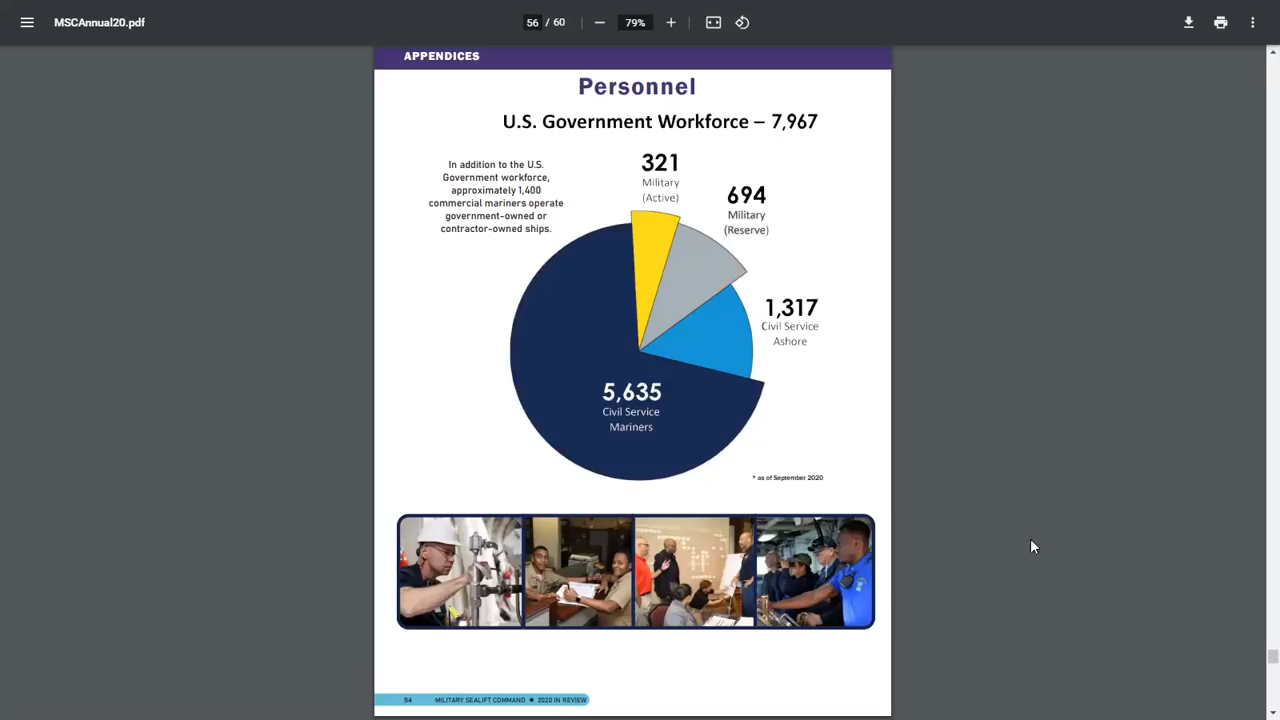 MSCAnnual20.pdf
56 / 60
79%
APPENDICES
Personnel
U.S. Government Workforce – 7,967
In addition to the U.S.
Government workforce,
approximately 1,400
commercial mariners operate
government-owned or
contractor-owned ships.
321
Military
(Active)
694
Military
(Reserve)
1,317
Civil Service
Ashore
5,635
Civil Service
Mariners
* as of September 2020
54 MILITARY SEALIFT COMMAND ● 2020 IN REVIEW